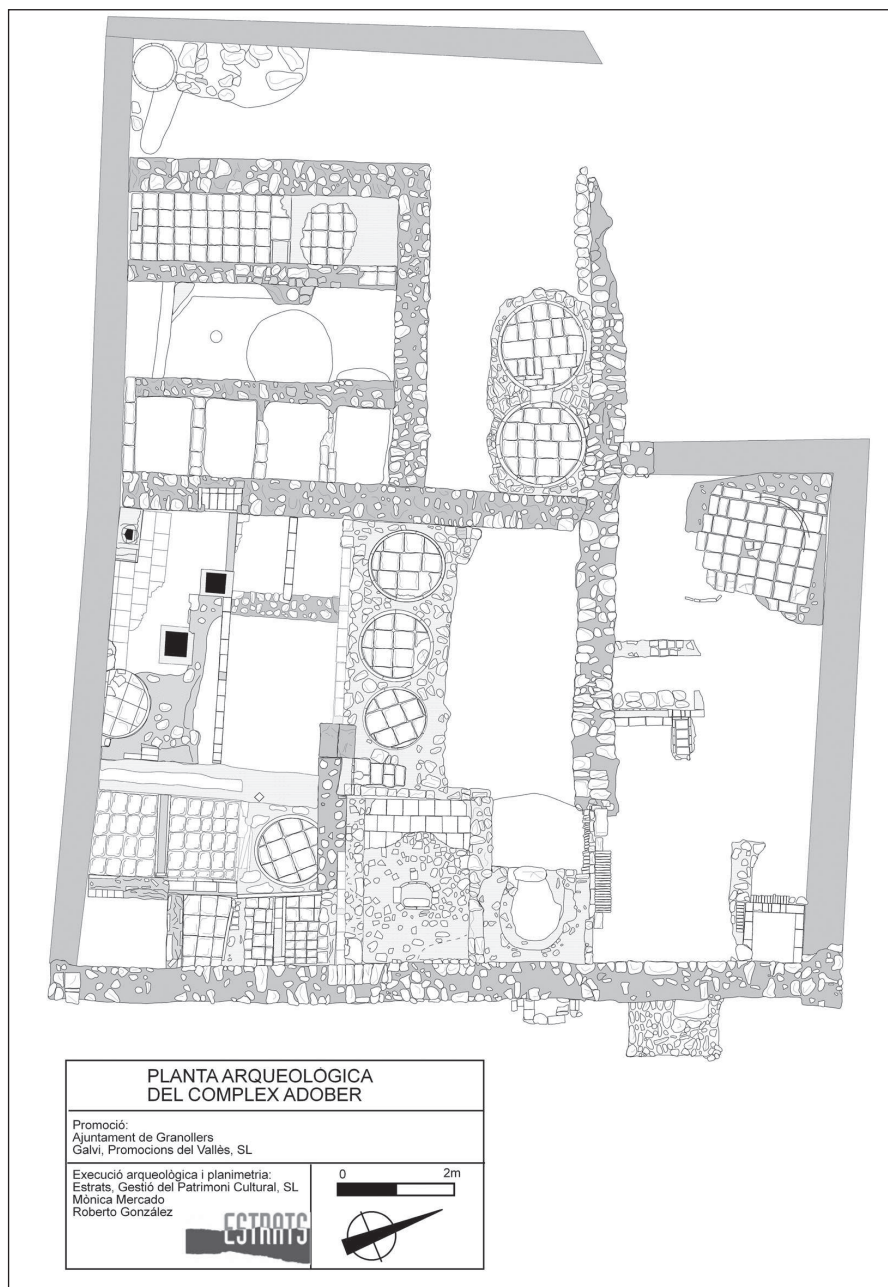 PLANTA ARQUEOLÒGICA
DEL COMPLEX ADOBER
Promoció:
Ajuntament de Granollers
Galvi, Promocions del Vallès, SL
Execució arqueològica i planimetria:
Estrats, Gestió del Patrimoni Cultural, SL
Mònica Mercado
Roberto González
ESTRATS
0 2m